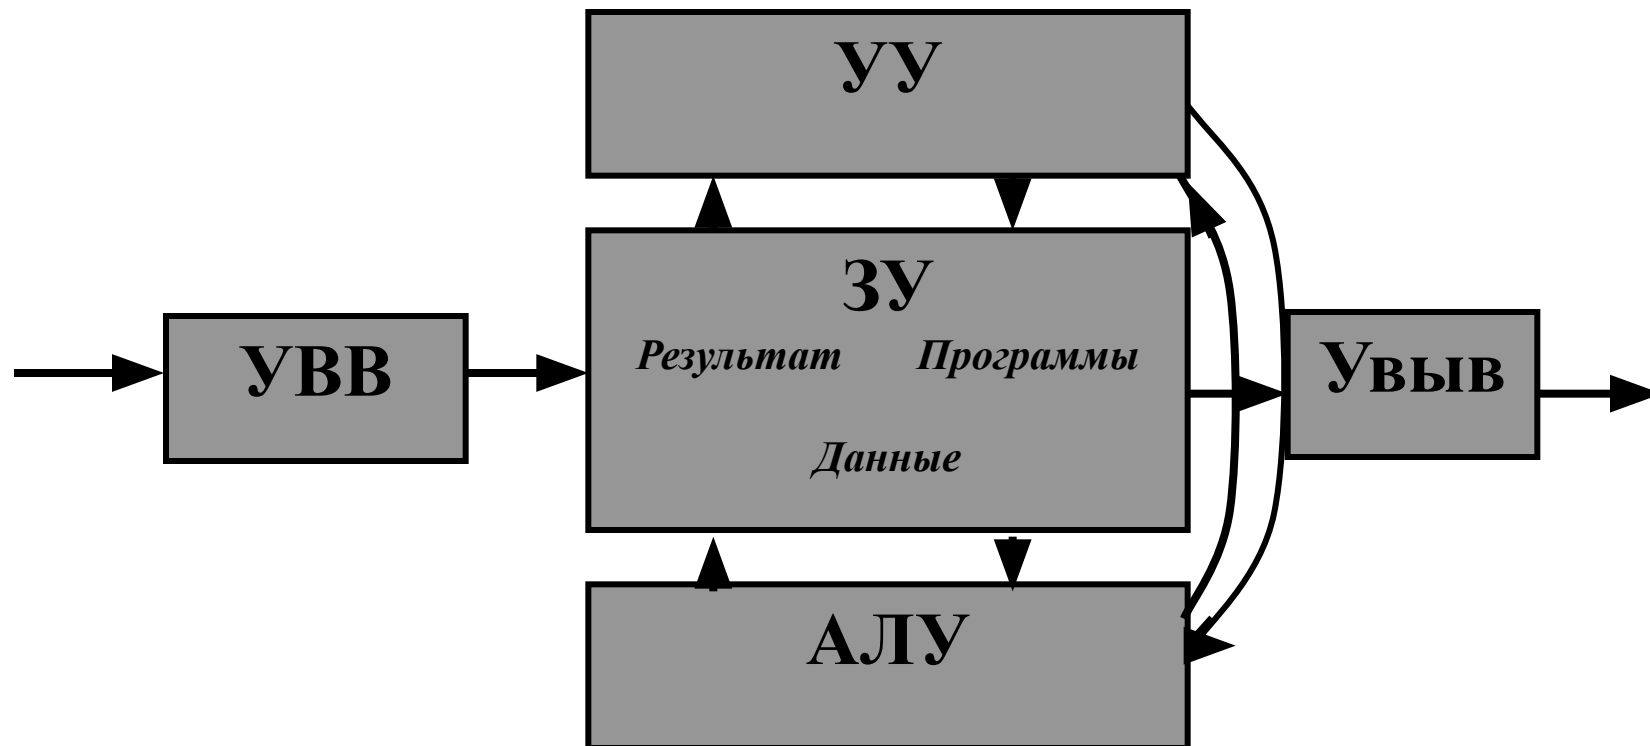 УУ
ЗУ
Результат Программы
Данные
УВВ
Увыв
АЛУ